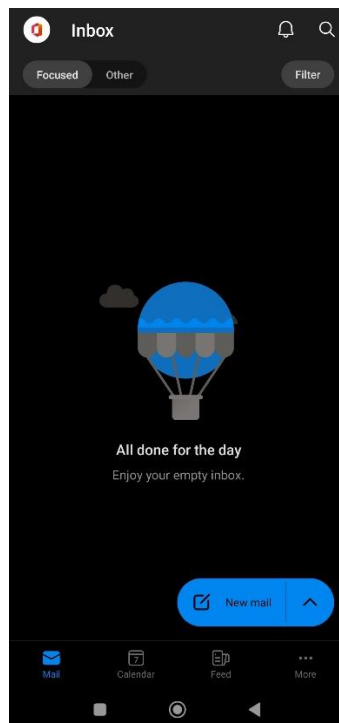 Inbox
Focused Other Filter
All done for the day
Enjoy your empty inbox.
New mail
7
Mail Calendar Feed More